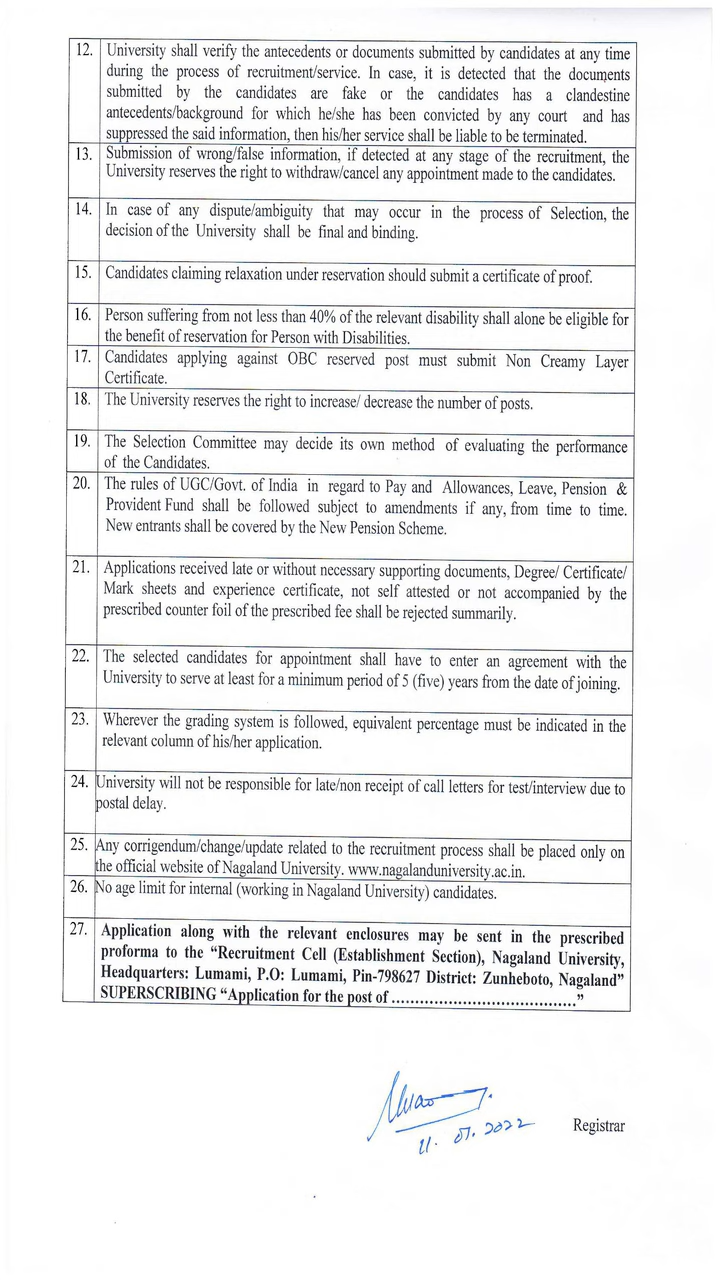 12. University shall verify the antecedents or documents submitted by candidates at any time
during the process of recruitment/service. In case, it is detected that the documents
submitted by the candidates are fake or the candidates has a clandestine
antecedents/background for which he/she has been convicted by any court and has
suppressed the said information, then his/her service shall be liable to be terminated.
13. Submission of wrong/false information, if detected at any stage of the recruitment, the
University reserves the right to withdraw/cancel any appointment made to the candidates.
14. In case of any dispute/ambiguity that may occur in the process of Selection, the
decision of the University shall be final and binding.
15. Candidates claiming relaxation under reservation should submit a certificate of proof.
16. Person suffering from not less than 40% of the relevant disability shall alone be eligible for
the benefit of reservation for Person with Disabilities.
17. Candidates applying against OBC reserved post must submit Non Creamy Layer
Certificate.
18. The University reserves the right to increase/ decrease the number of posts.
19. The Selection Committee may decide its own method of evaluating the performance
of the Candidates.
20. The rules of UGC/Govt. of India in regard to Pay and Allowances, Leave, Pension &
Provident Fund shall be followed subject to amendments if any, from time to time.
New entrants shall be covered by the New Pension Scheme.
21. Applications received late or without necessary supporting documents, Degree/ Certificate/
Mark sheets and experience certificate, not self attested or not accompanied by the
prescribed counter foil of the prescribed fee shall be rejected summarily.
22. The selected candidates for appointment shall have to enter an agreement with the
University to serve at least for a minimum period of 5 (five) years from the date of joining.
23. Wherever the grading system is followed, equivalent percentage must be indicated in the
relevant column of his/her application.
24. University will not be responsible for late/non receipt of call letters for test/interview due to
postal delay.
25. Any corrigendum/change/update related to the recruitment process shall be placed only on
the official website of Nagaland University. www.nagalanduniversity.ac.in.
26. No age limit for internal (working in Nagaland University) candidates.
27. Application along with the relevant enclosures may be sent in the prescribed
proforma to the “Recruitment Cell (Establishment Section), Nagaland University,
Headquarters: Lumami, P.O: Lumami, Pin-798627 District: Zunheboto, Nagaland”
SUPERSCRIBING “Application for the post of .......................................”
Registrar